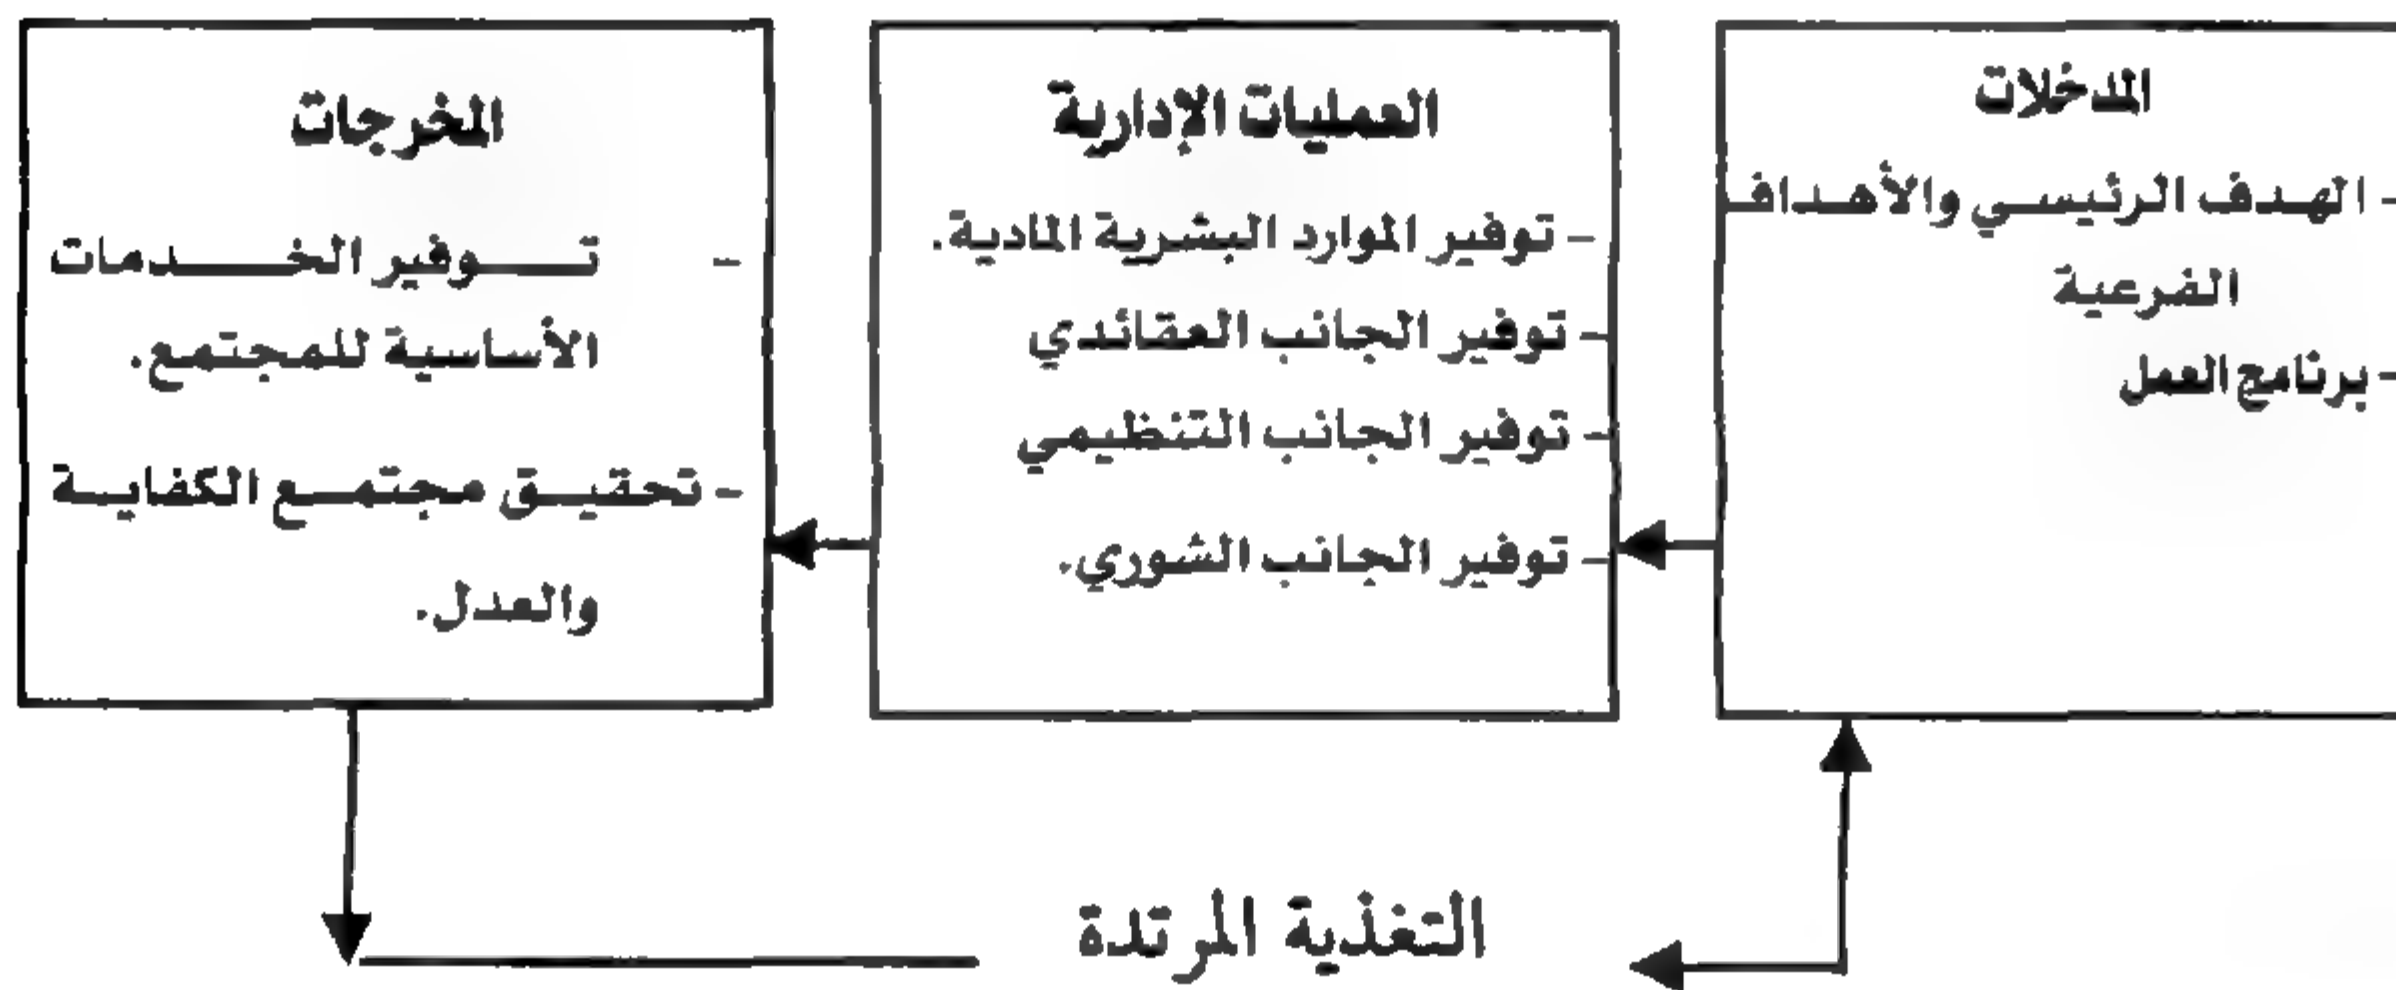 المدخلات
- الهدف الرئيسي والأهداف
الفرعية
- برنامج العمل
العمليات الإدارية
- توفير الموارد البشرية المادية.
- توفير الجانب العقائدي
- توفير الجانب التنظيمي
- توفير الجانب الشوري.
المخرجات
- توفير الخدمات
الأساسية للمجتمع.
- تحقيق مجتمع الكفاية
والعدل.
التغذية المرتدة